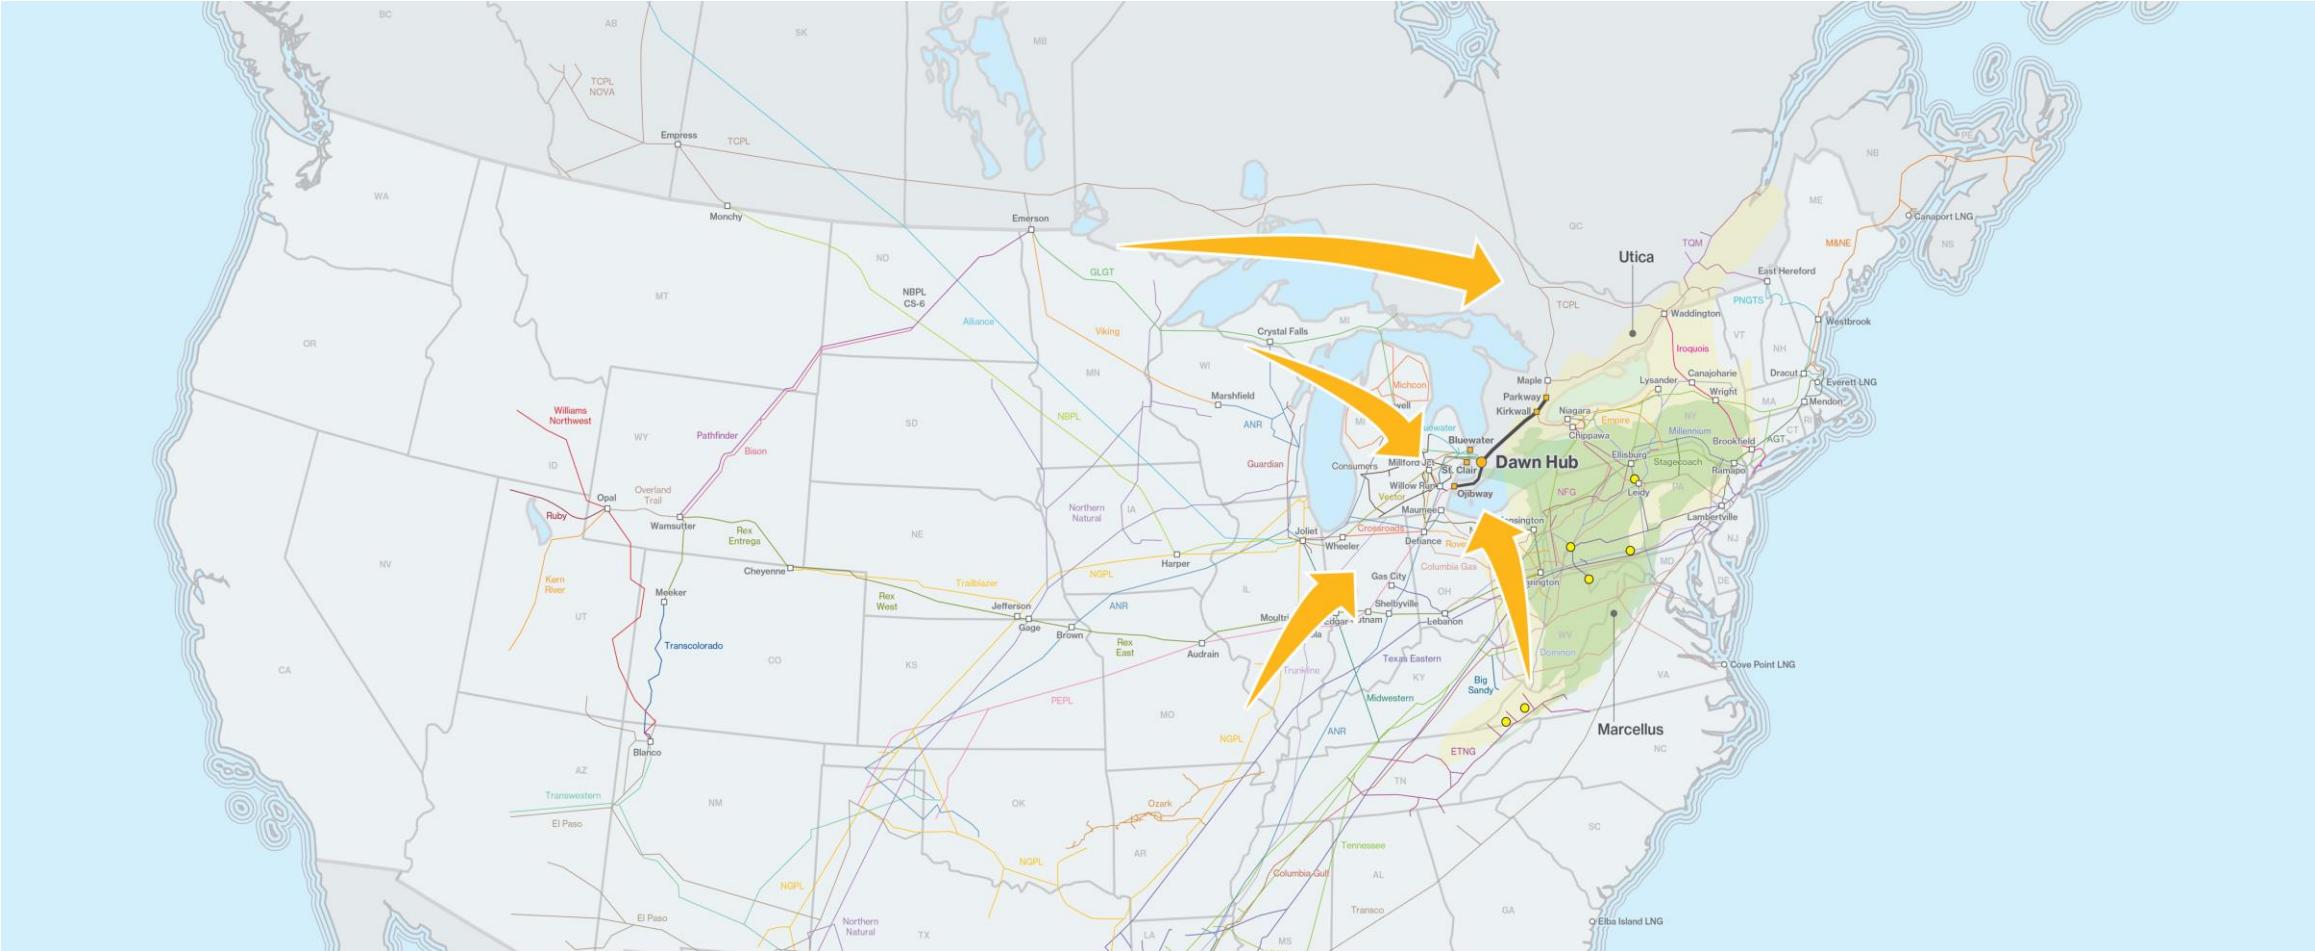 BC
AB
SK
MB
TCPL
NOVA
Empress
TCPL
PE
NB
WA
Monchy
Emerson
ME
Canaport LNG
QC
TQM
M&NE
NS
ND
Utica
GLGT
East Hereford
MT
NBPL
CS-6
TCPL
PNGTS
Waddington
Alliance
Viking
Crystal Falls
MI
Westbrook
VT
OR
Iroquois
NH
WI
MN
Maple
Lysander
Canajoharie
Dracut
Everett LNG
Michcon
Marshfield
Parkway
Wright
MA
Mendon
Williams
Northwest
NBPL
Kirkwall
Niagara
Empire
NY
RI
SD
ANR
MI
Chippawa
Millennium
CT
WY
Pathfinder
Bluewater
Brookfield
AGT
Bison
Ellisburg
Guardian
Consumers
Dawn Hub
Stagecoach
ID
St. Clair
Ramapo
Overland
Trail
Willow Run
Ojibway
NFG
Leidy
PA
Opal
Vector
Ruby
Northern
Natural
IA
Maumee
Lambertville
Wamsutter
Rex
Entrega
NE
Joliet
Crossroads
Wheeler
Defiance
NJ
Harper
Columbia Gas
MD
NV
Cheyenne
Trailblazer
NGPL
Gas City
DE
Kern
River
Meeker
Rex
West
IL
OH
Jefferson
ANR
Shelbyville
UT
Gage
Brown
Lebanon
Rex
East
WV
Transcolorado
Audrain
Dominion
CO
KS
Texas Eastern
Cove Point LNG
CA
Trunkline
KY
VA
Big
Sandy
PEPL
Midwestern
MO
Marcellus
NGPL
ANR
Blanco
ETNG
NC
AZ
TN
Transwestern
NM
OK
Ozark
El Paso
SC
Tennessee
AR
NGPL
Columbia Gulf
AL
NGPL
Transco
GA
El Paso
Northern
Natural
TX
LA
MS
Elba Island LNG